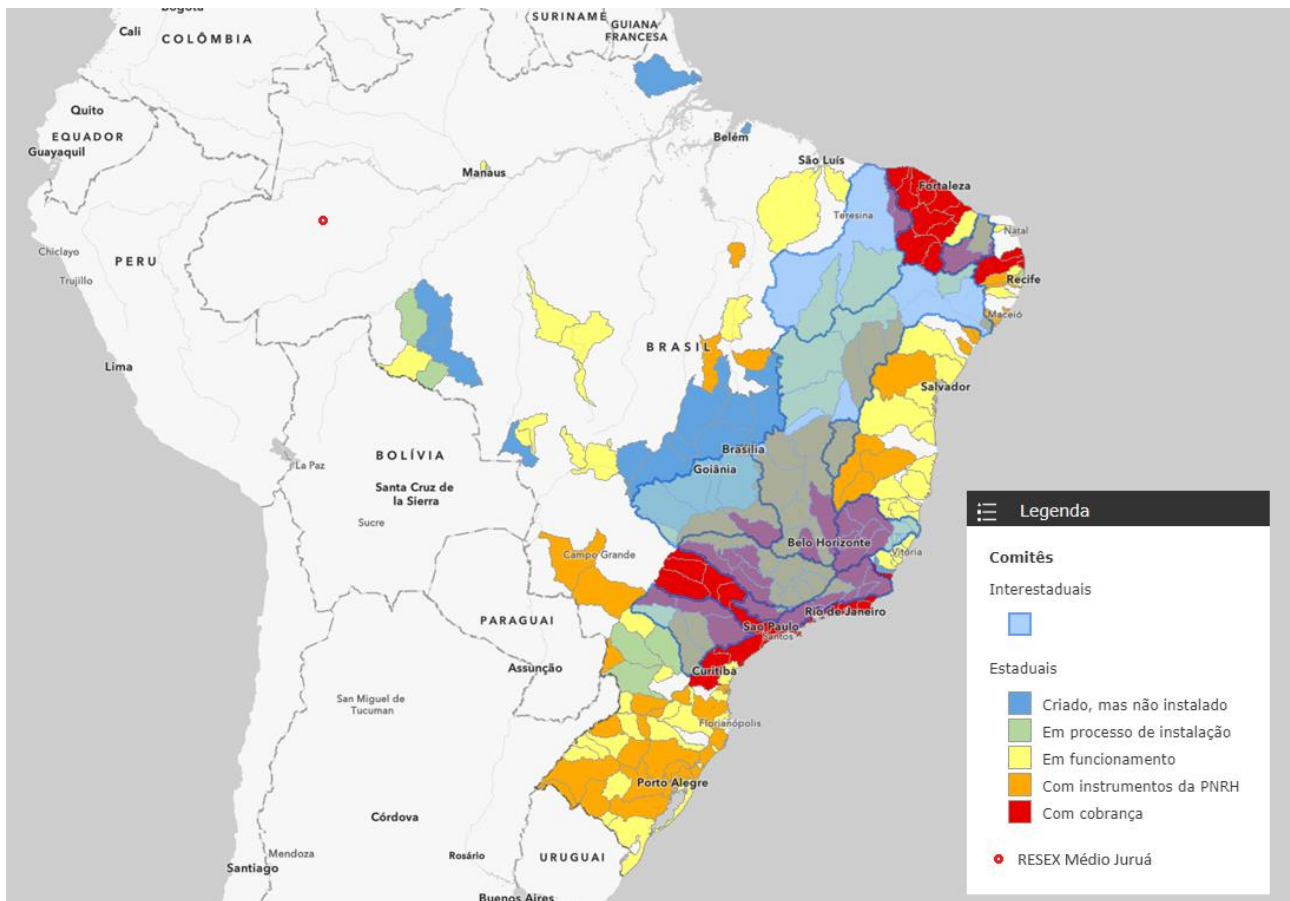 Bogotá
Cali
COLÔMBIA
SURINAME
GUIANA
FRANCESA
Quito
EQUADOR
Guayaquil
Belém
São Luís
Manaus
Fortaleza
Teresina
Natal
Chiclayo
Trujillo
PERU
Recife
Maceió
BRASIL
Lima
Salvador
Brasília
Goiânia
BOLÍVIA
La Paz
Santa Cruz de
la Sierra
Sucre
Belo Horizonte
Vitória
Campo Grande
Rio de Janeiro
Sao Paulo
Santos
PARAGUAI
Curitiba
Assunção
San Miguel de
Tucuman
Florianópolis
Porto Alegre
Córdova
Mendoza
Rosário
URUGUAI
Santiago
Buenos Aires
Legenda
Comitês
Interestaduais
Estaduais
Criado, mas não instalado
Em processo de instalação
Em funcionamento
Com instrumentos da PNRH
Com cobrança
RESEX Médio Juruá